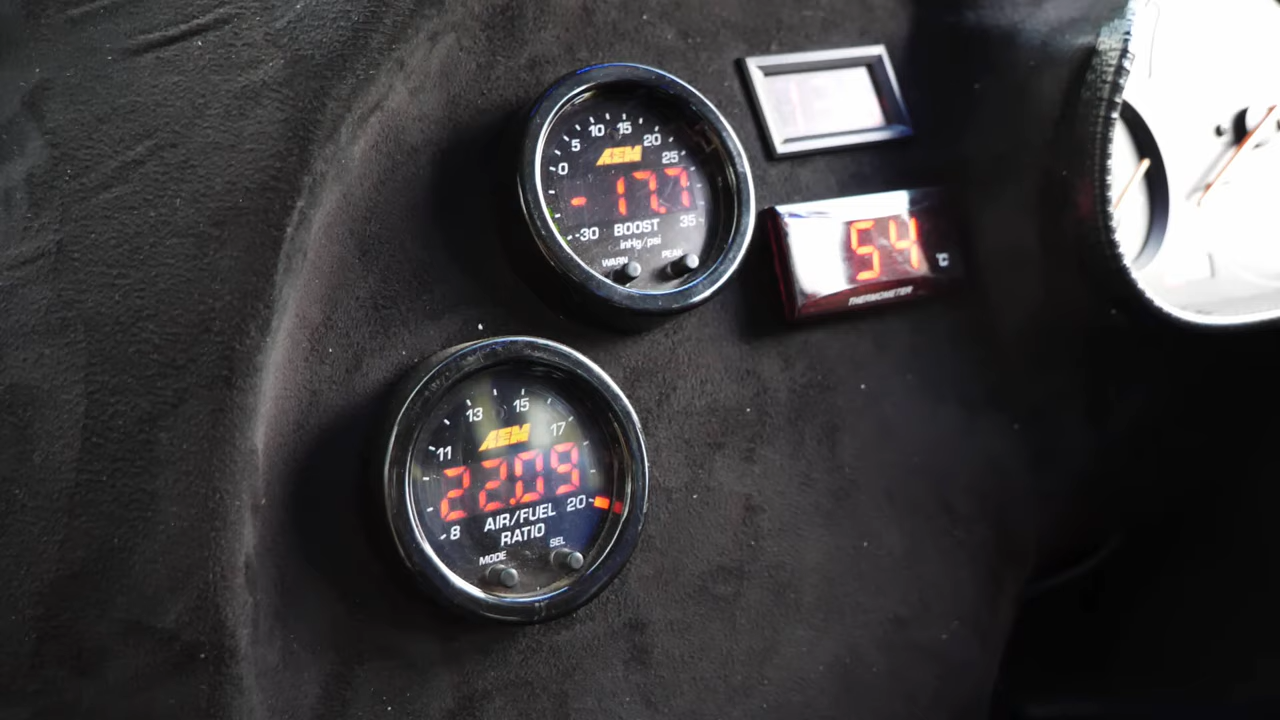 10 15
5 20
0 AEM 25
-17.7
-30 BOOST 35
inHg/psi
WARN PEAK
54 °C
THERMOMETER
13 15
11 AEM 17
22.09
AIR/FUEL 20
8 RATIO
MODE SEL